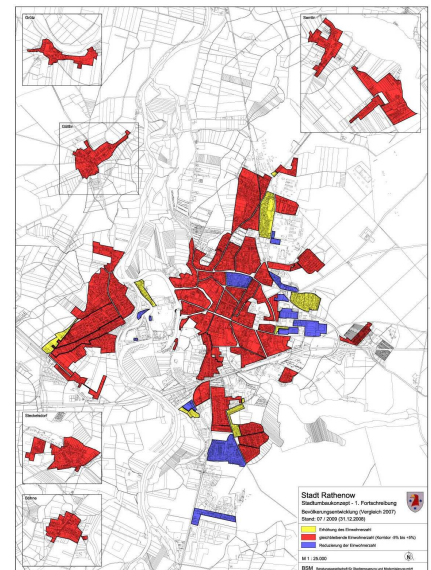 Grütz
Semlin
Göttlin
Steckelsdorf
Böhne
Stadt Rathenow
Stadtumbaukonzept - 1. Fortschreibung
Bevölkerungsentwicklung (Vergleich 2007)
Stand: 07 / 2009 (31.12.2008)
Erhöhung der Einwohnerzahl
gleichbleibende Einwohnerzahl (Korridor -5% bis +5%)
Reduzierung der Einwohnerzahl
M 1 : 25.000
N
BSM